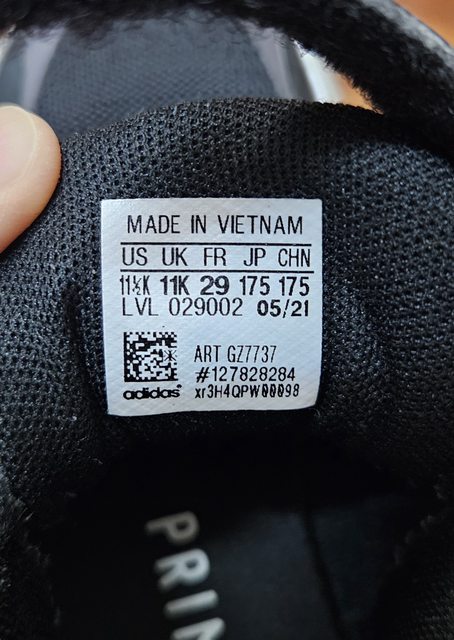 MADE IN VIETNAM
US UK FR JP CHN
11½K 11K 29 175 175
LVL 029002 05/21
ART GZ7737
#127828284
adidas xr3H4QPW00098
PRIM